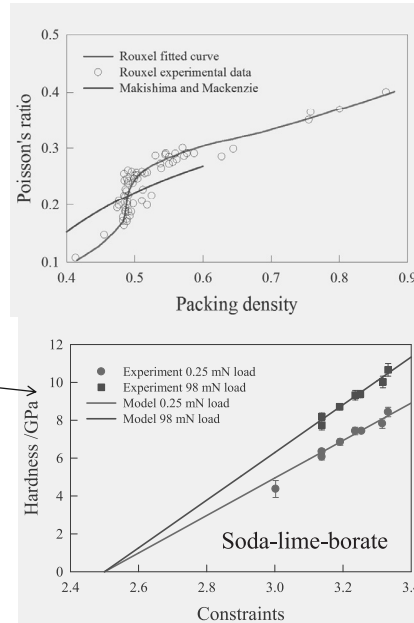 0.5
0.4
0.3
0.2
0.1
Poisson's ratio
Rouxel fitted curve
Rouxel experimental data
Makishima and Mackenzie
0.4 0.5 0.6 0.7 0.8 0.9
Packing density
12
10
8
6
4
2
0
Hardness /GPa
Experiment 0.25 mN load
Experiment 98 mN load
Model 0.25 mN load
Model 98 mN load
Soda-lime-borate
2.4 2.6 2.8 3.0 3.2 3.4
Constraints